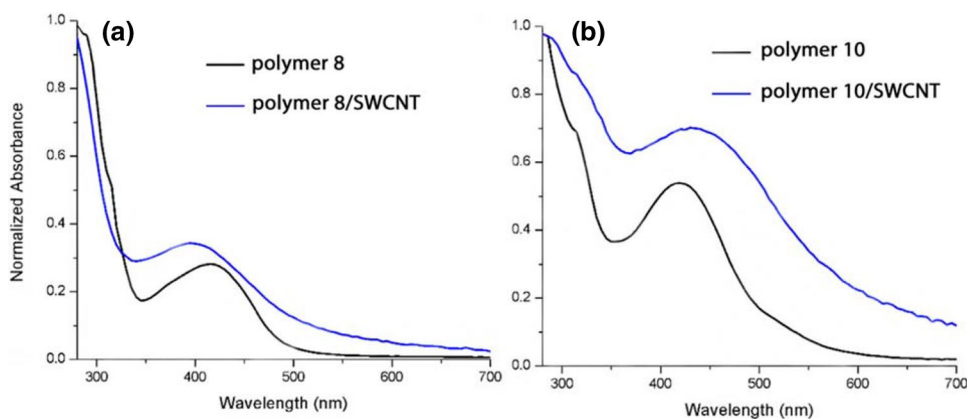 (a)
polymer 8
polymer 8/SWCNT
Normalized Absorbance
1.0
0.8
0.6
0.4
0.2
0.0
300
400
500
600
700
Wavelength (nm)
(b)
polymer 10
polymer 10/SWCNT
1.0
0.8
0.6
0.4
0.2
0.0
300
400
500
600
700
Wavelength (nm)